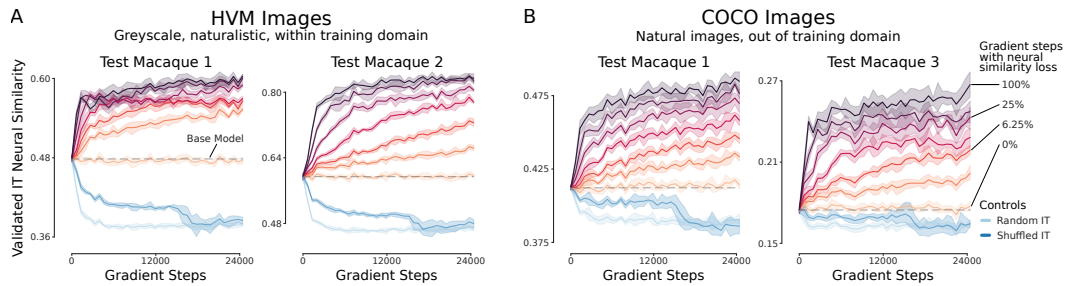 A
HVM Images
Greyscale, naturalistic, within training domain
Test Macaque 1
Test Macaque 2
Validated IT Neural Similarity
0.60
0.48
0.36
Base Model
0
12000
24000
Gradient Steps
0.80
0.64
0.48
0
12000
24000
Gradient Steps
B
COCO Images
Natural images, out of training domain
Test Macaque 1
Test Macaque 3
0.475
0.425
0.375
0
12000
24000
Gradient Steps
0.27
0.21
0.15
0
12000
24000
Gradient Steps
Gradient steps
with neural
similarity loss
100%
25%
6.25%
0%
Controls
Random IT
Shuffled IT